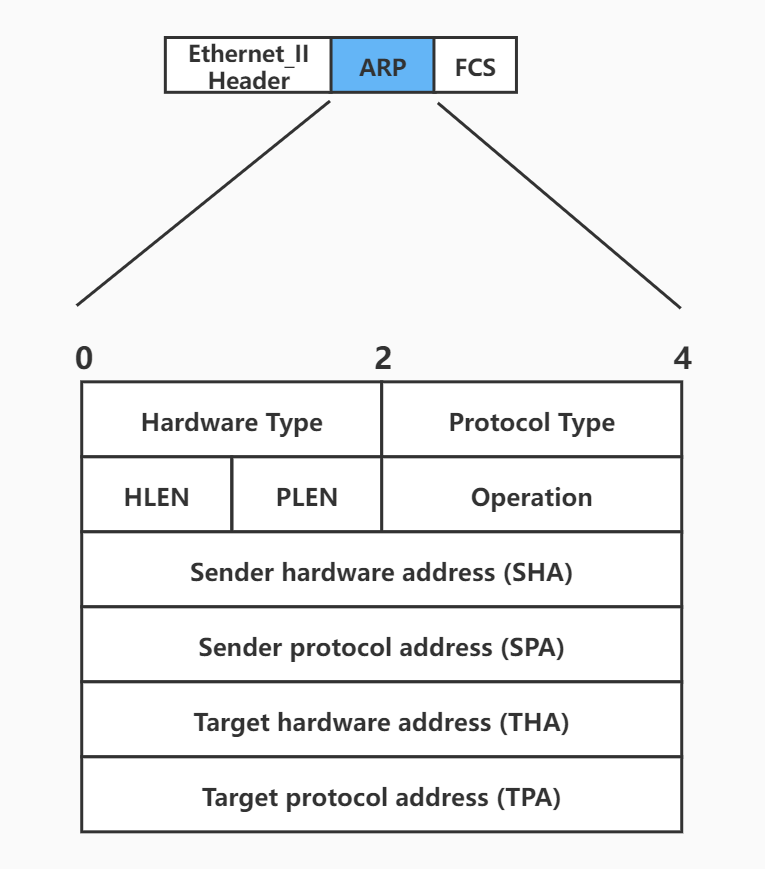 Ethernet_II
Header
ARP
FCS
0
2
4
Hardware Type
Protocol Type
HLEN
PLEN
Operation
Sender hardware address (SHA)
Sender protocol address (SPA)
Target hardware address (THA)
Target protocol address (TPA)